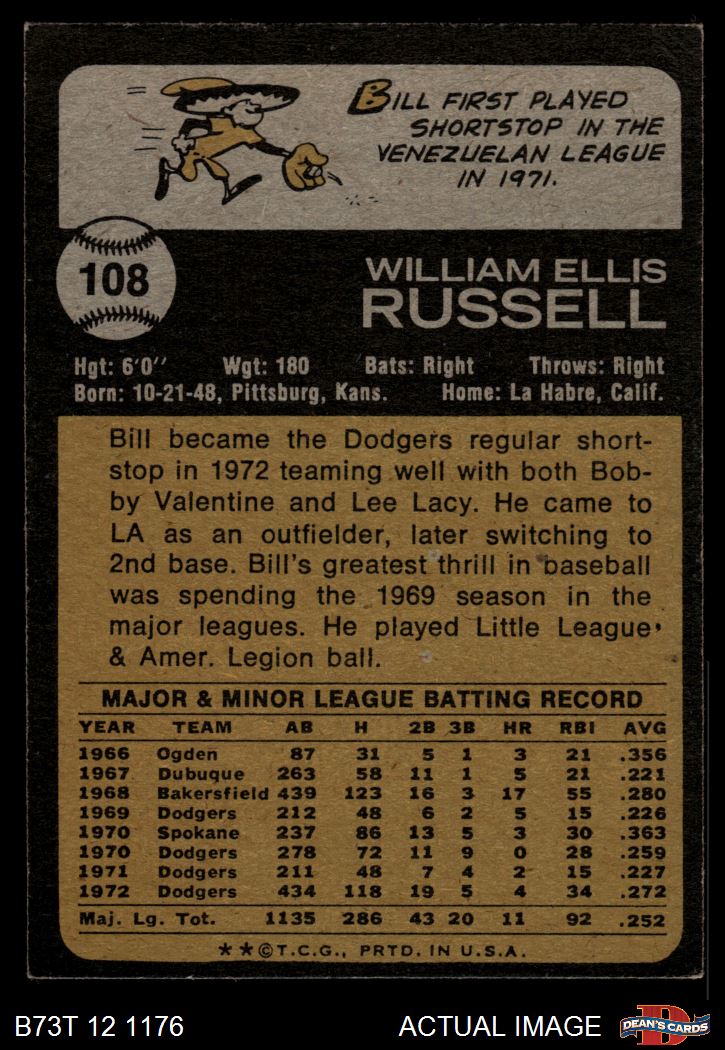 BILL FIRST PLAYED
SHORTSTOP IN THE
VENEZUELAN LEAGUE
IN 1971.
108
WILLIAM ELLIS
RUSSELL
Hgt: 6'0" Wgt: 180 Bats: Right Throws: Right
Born: 10-21-48, Pittsburg, Kans. Home: La Habre, Calif.
Bill became the Dodgers regular short-
stop in 1972 teaming well with both Bob-
by Valentine and Lee Lacy. He came to
LA as an outfielder, later switching to
2nd base. Bill's greatest thrill in baseball
was spending the 1969 season in the
major leagues. He played Little League
& Amer. Legion ball.
MAJOR & MINOR LEAGUE BATTING RECORD
YEAR TEAM AB H 2B 3B HR RBI AVG
1966 Ogden 87 31 5 1 3 21 .356
1967 Dubuque 263 58 11 1 5 21 .221
1968 Bakersfield 439 123 16 3 17 55 .280
1969 Dodgers 212 48 6 2 5 15 .226
1970 Spokane 237 86 13 5 3 30 .363
1970 Dodgers 278 72 11 9 0 28 .259
1971 Dodgers 211 48 7 4 2 15 .227
1972 Dodgers 434 118 19 5 4 34 .272
Maj. Lg. Tot. 1135 286 43 20 11 92 .252
**©T.C.G., PRTD. IN U.S.A.
B73T 12 1176 ACTUAL IMAGE
D
DEAN'S CARDS